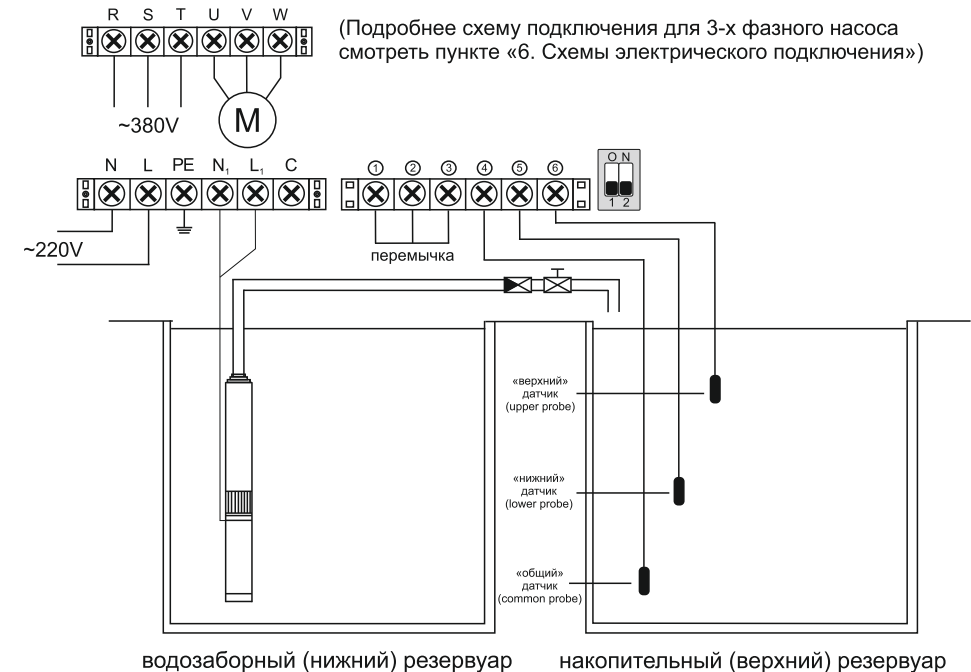 R S T U V W
(Подробнее схему подключения для 3-х фазного насоса
смотреть пункте «6. Схемы электрического подключения»)
~380V
M
N L PE N₁ L₁ C
1 2 3 4 5 6
ON
1 2
~220V
перемычка
«верхний»
датчик
(upper probe)
«нижний»
датчик
(lower probe)
«общий»
датчик
(common probe)
водозаборный (нижний) резервуар
накопительный (верхний) резервуар